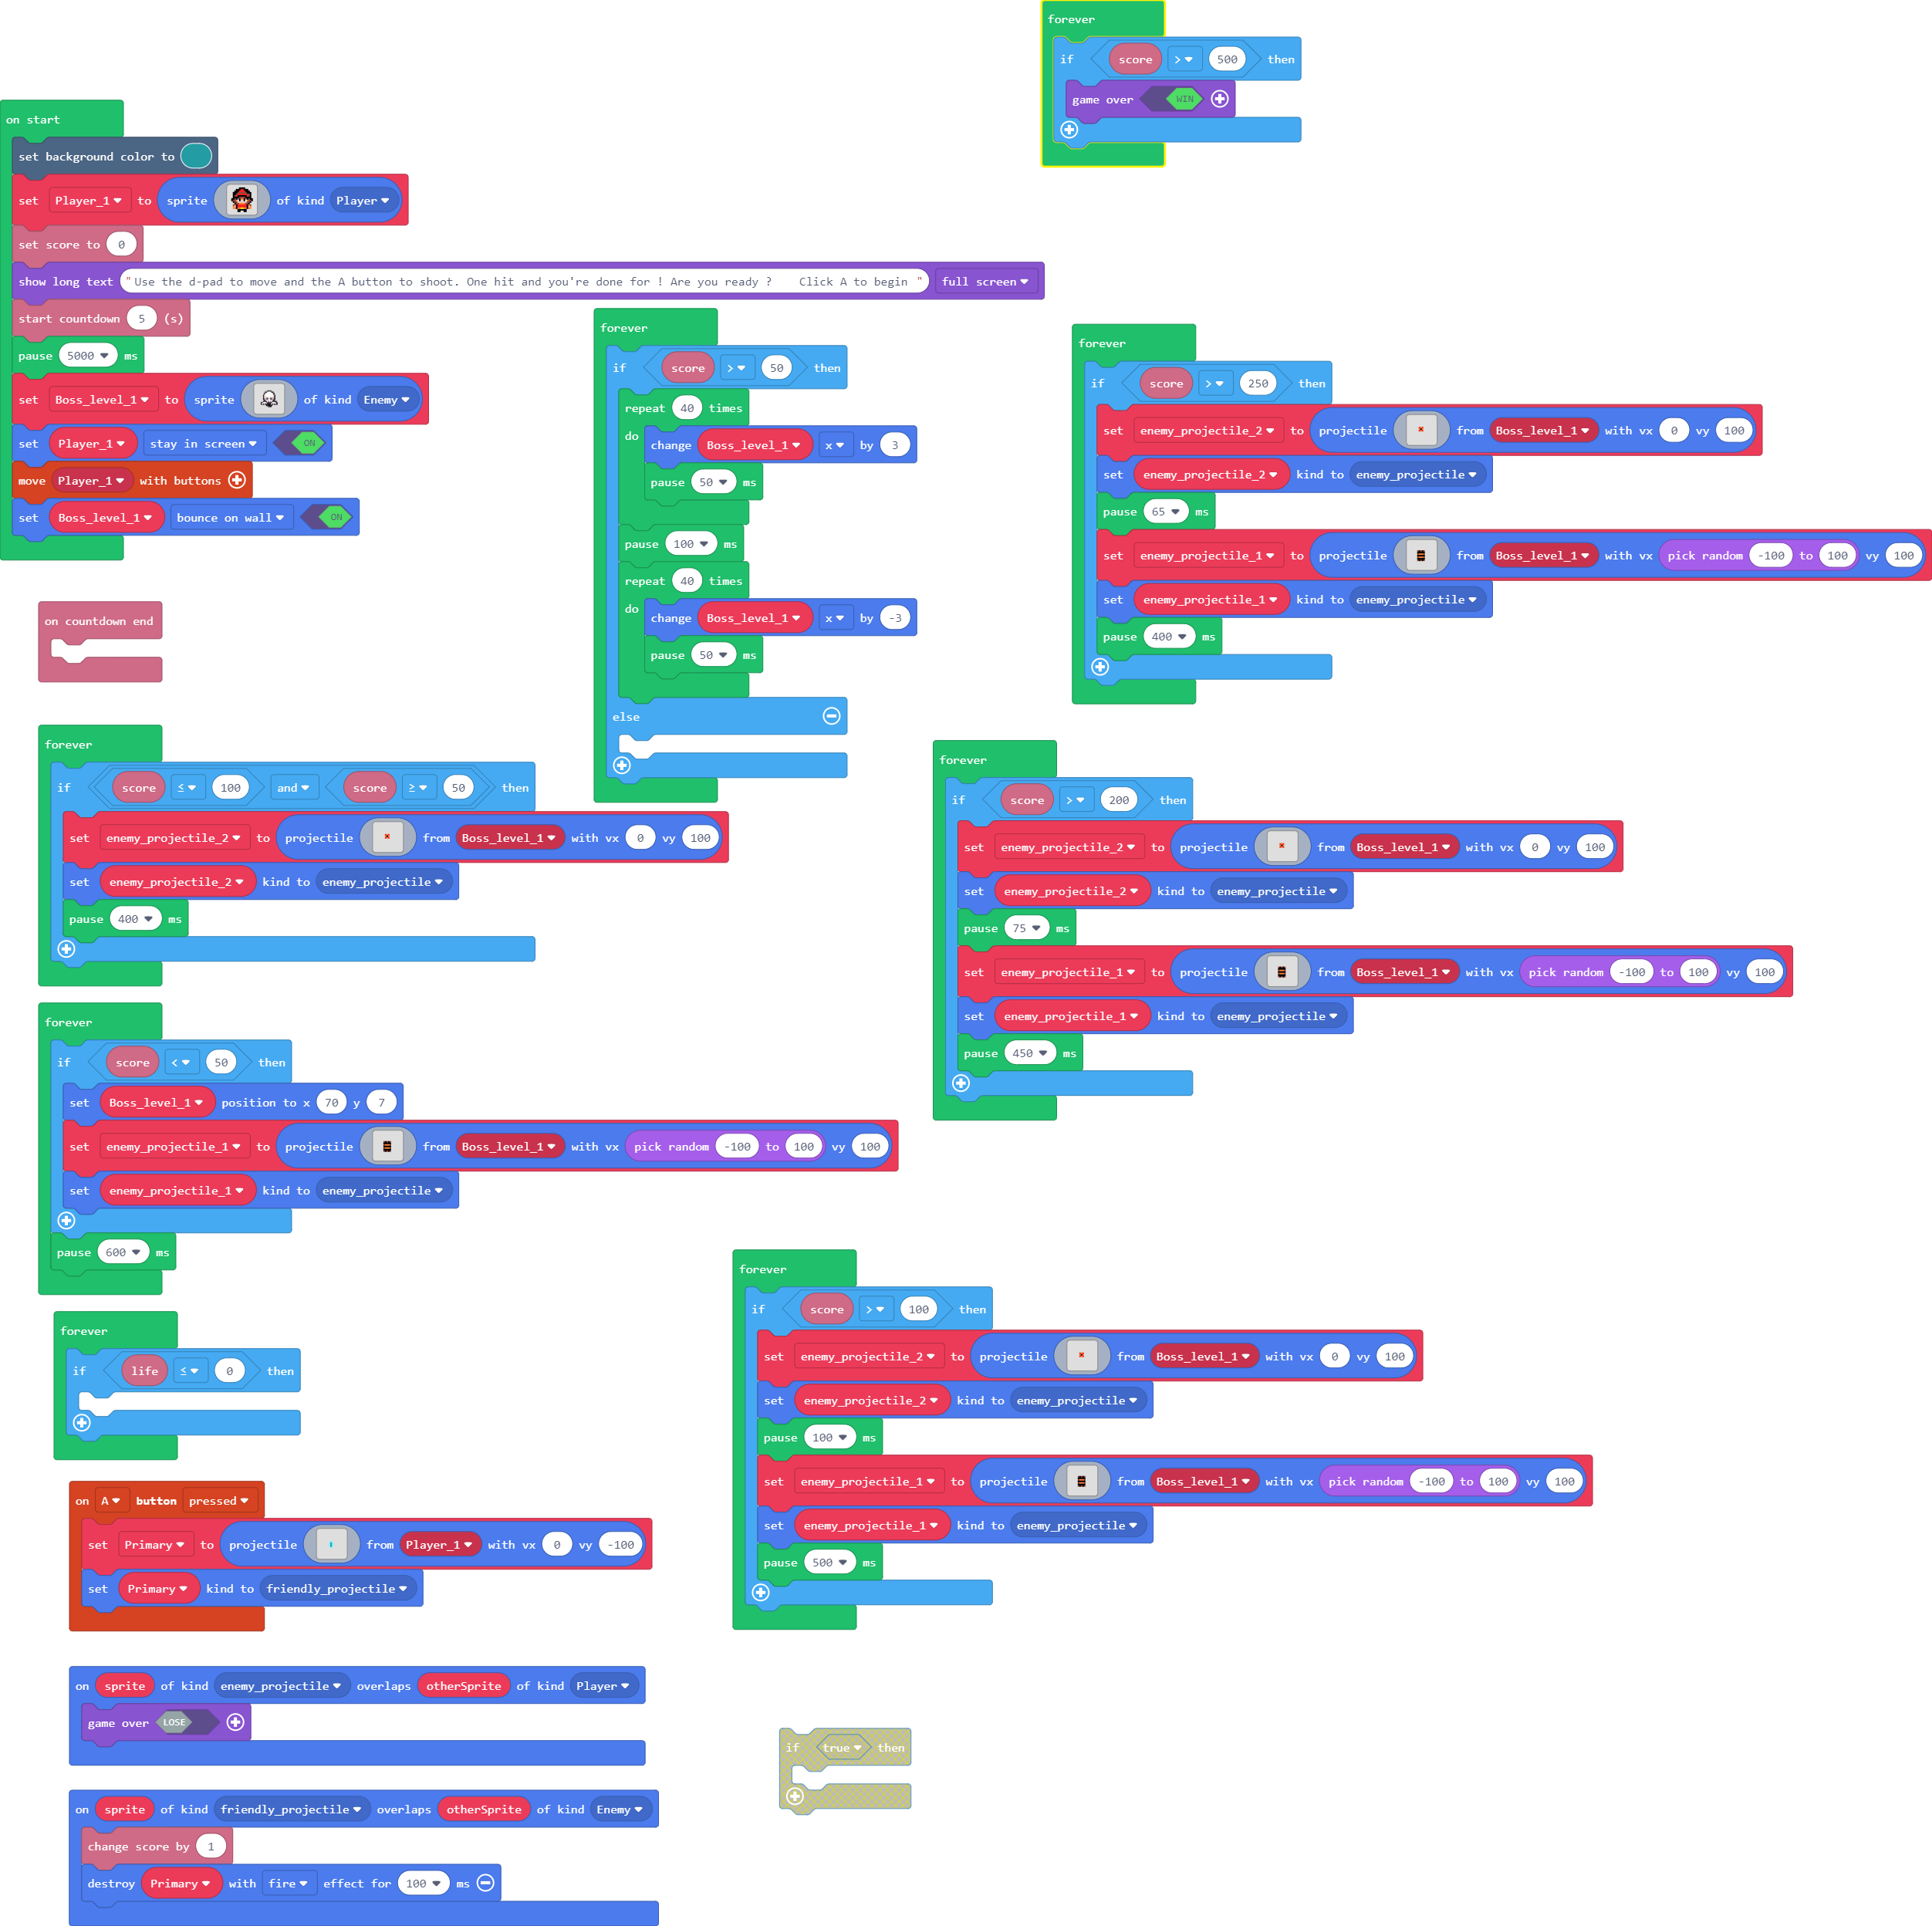 forever
if score > 500 then
game over WIN
on start
set background color to
set Player_1 to sprite of kind Player
set score to 0
show long text "Use the d-pad to move and the A button to shoot. One hit and you're done for ! Are you ready ? Click A to begin " full screen
start countdown 5 (s)
pause 5000 ms
set Boss_level_1 to sprite of kind Enemy
set Player_1 stay in screen ON
move Player_1 with buttons
set Boss_level_1 bounce on wall ON
on countdown end
forever
if score > 50 then
repeat 40 times
do change Boss_level_1 x by 3
pause 50 ms
pause 100 ms
repeat 40 times
do change Boss_level_1 x by -3
pause 50 ms
else
forever
if score > 250 then
set enemy_projectile_2 to projectile from Boss_level_1 with vx 0 vy 100
set enemy_projectile_2 kind to enemy_projectile
pause 65 ms
set enemy_projectile_1 to projectile from Boss_level_1 with vx pick random -100 to 100 vy 100
set enemy_projectile_1 kind to enemy_projectile
pause 400 ms
forever
if score ≤ 100 and score ≥ 50 then
set enemy_projectile_2 to projectile from Boss_level_1 with vx 0 vy 100
set enemy_projectile_2 kind to enemy_projectile
pause 400 ms
forever
if score > 200 then
set enemy_projectile_2 to projectile from Boss_level_1 with vx 0 vy 100
set enemy_projectile_2 kind to enemy_projectile
pause 75 ms
set enemy_projectile_1 to projectile from Boss_level_1 with vx pick random -100 to 100 vy 100
set enemy_projectile_1 kind to enemy_projectile
pause 450 ms
forever
if score < 50 then
set Boss_level_1 position to x 70 y 7
set enemy_projectile_1 to projectile from Boss_level_1 with vx pick random -100 to 100 vy 100
set enemy_projectile_1 kind to enemy_projectile
pause 600 ms
forever
if life ≤ 0 then
forever
if score > 100 then
set enemy_projectile_2 to projectile from Boss_level_1 with vx 0 vy 100
set enemy_projectile_2 kind to enemy_projectile
pause 100 ms
set enemy_projectile_1 to projectile from Boss_level_1 with vx pick random -100 to 100 vy 100
set enemy_projectile_1 kind to enemy_projectile
pause 500 ms
on A button pressed
set Primary to projectile from Player_1 with vx 0 vy -100
set Primary kind to friendly_projectile
on sprite of kind enemy_projectile overlaps otherSprite of kind Player
game over LOSE
if true then
on sprite of kind friendly_projectile overlaps otherSprite of kind Enemy
change score by 1
destroy Primary with fire effect for 100 ms